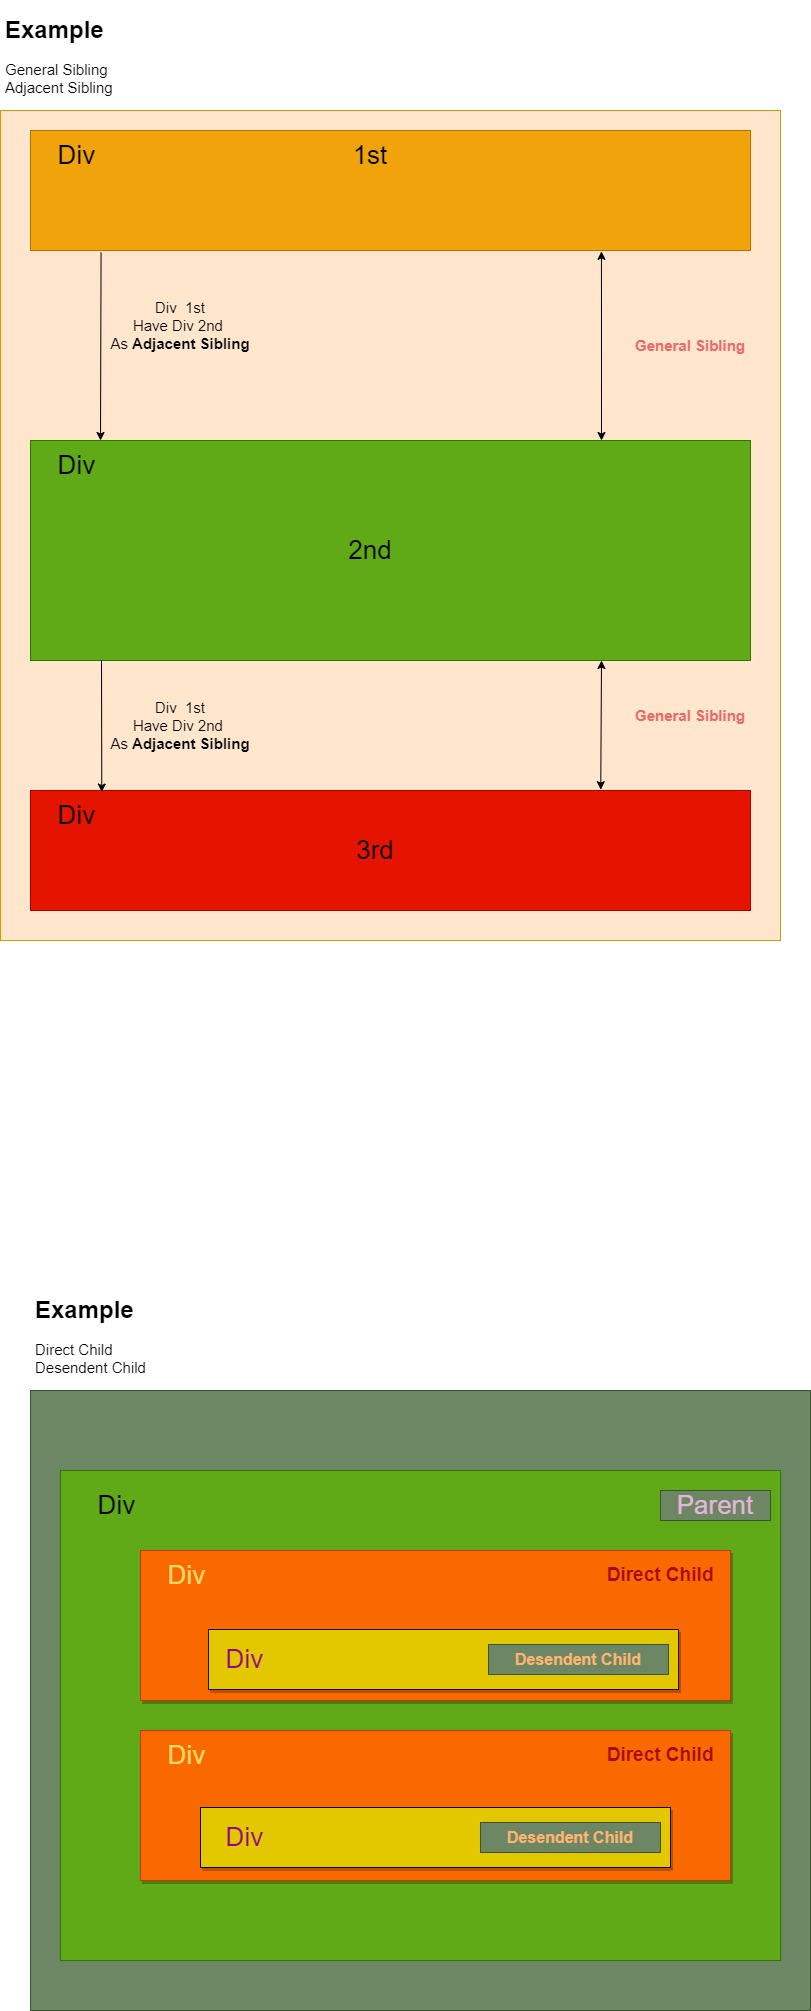 Example
General Sibling
Adjacent Sibling
Div 1st
Div 1st
Have Div 2nd
As Adjacent Sibling
General Sibling
Div
2nd
Div 1st
Have Div 2nd
As Adjacent Sibling
General Sibling
Div
3rd
Example
Direct Child
Desendent Child
Div
Parent
Div
Direct Child
Div
Desendent Child
Div
Direct Child
Div
Desendent Child